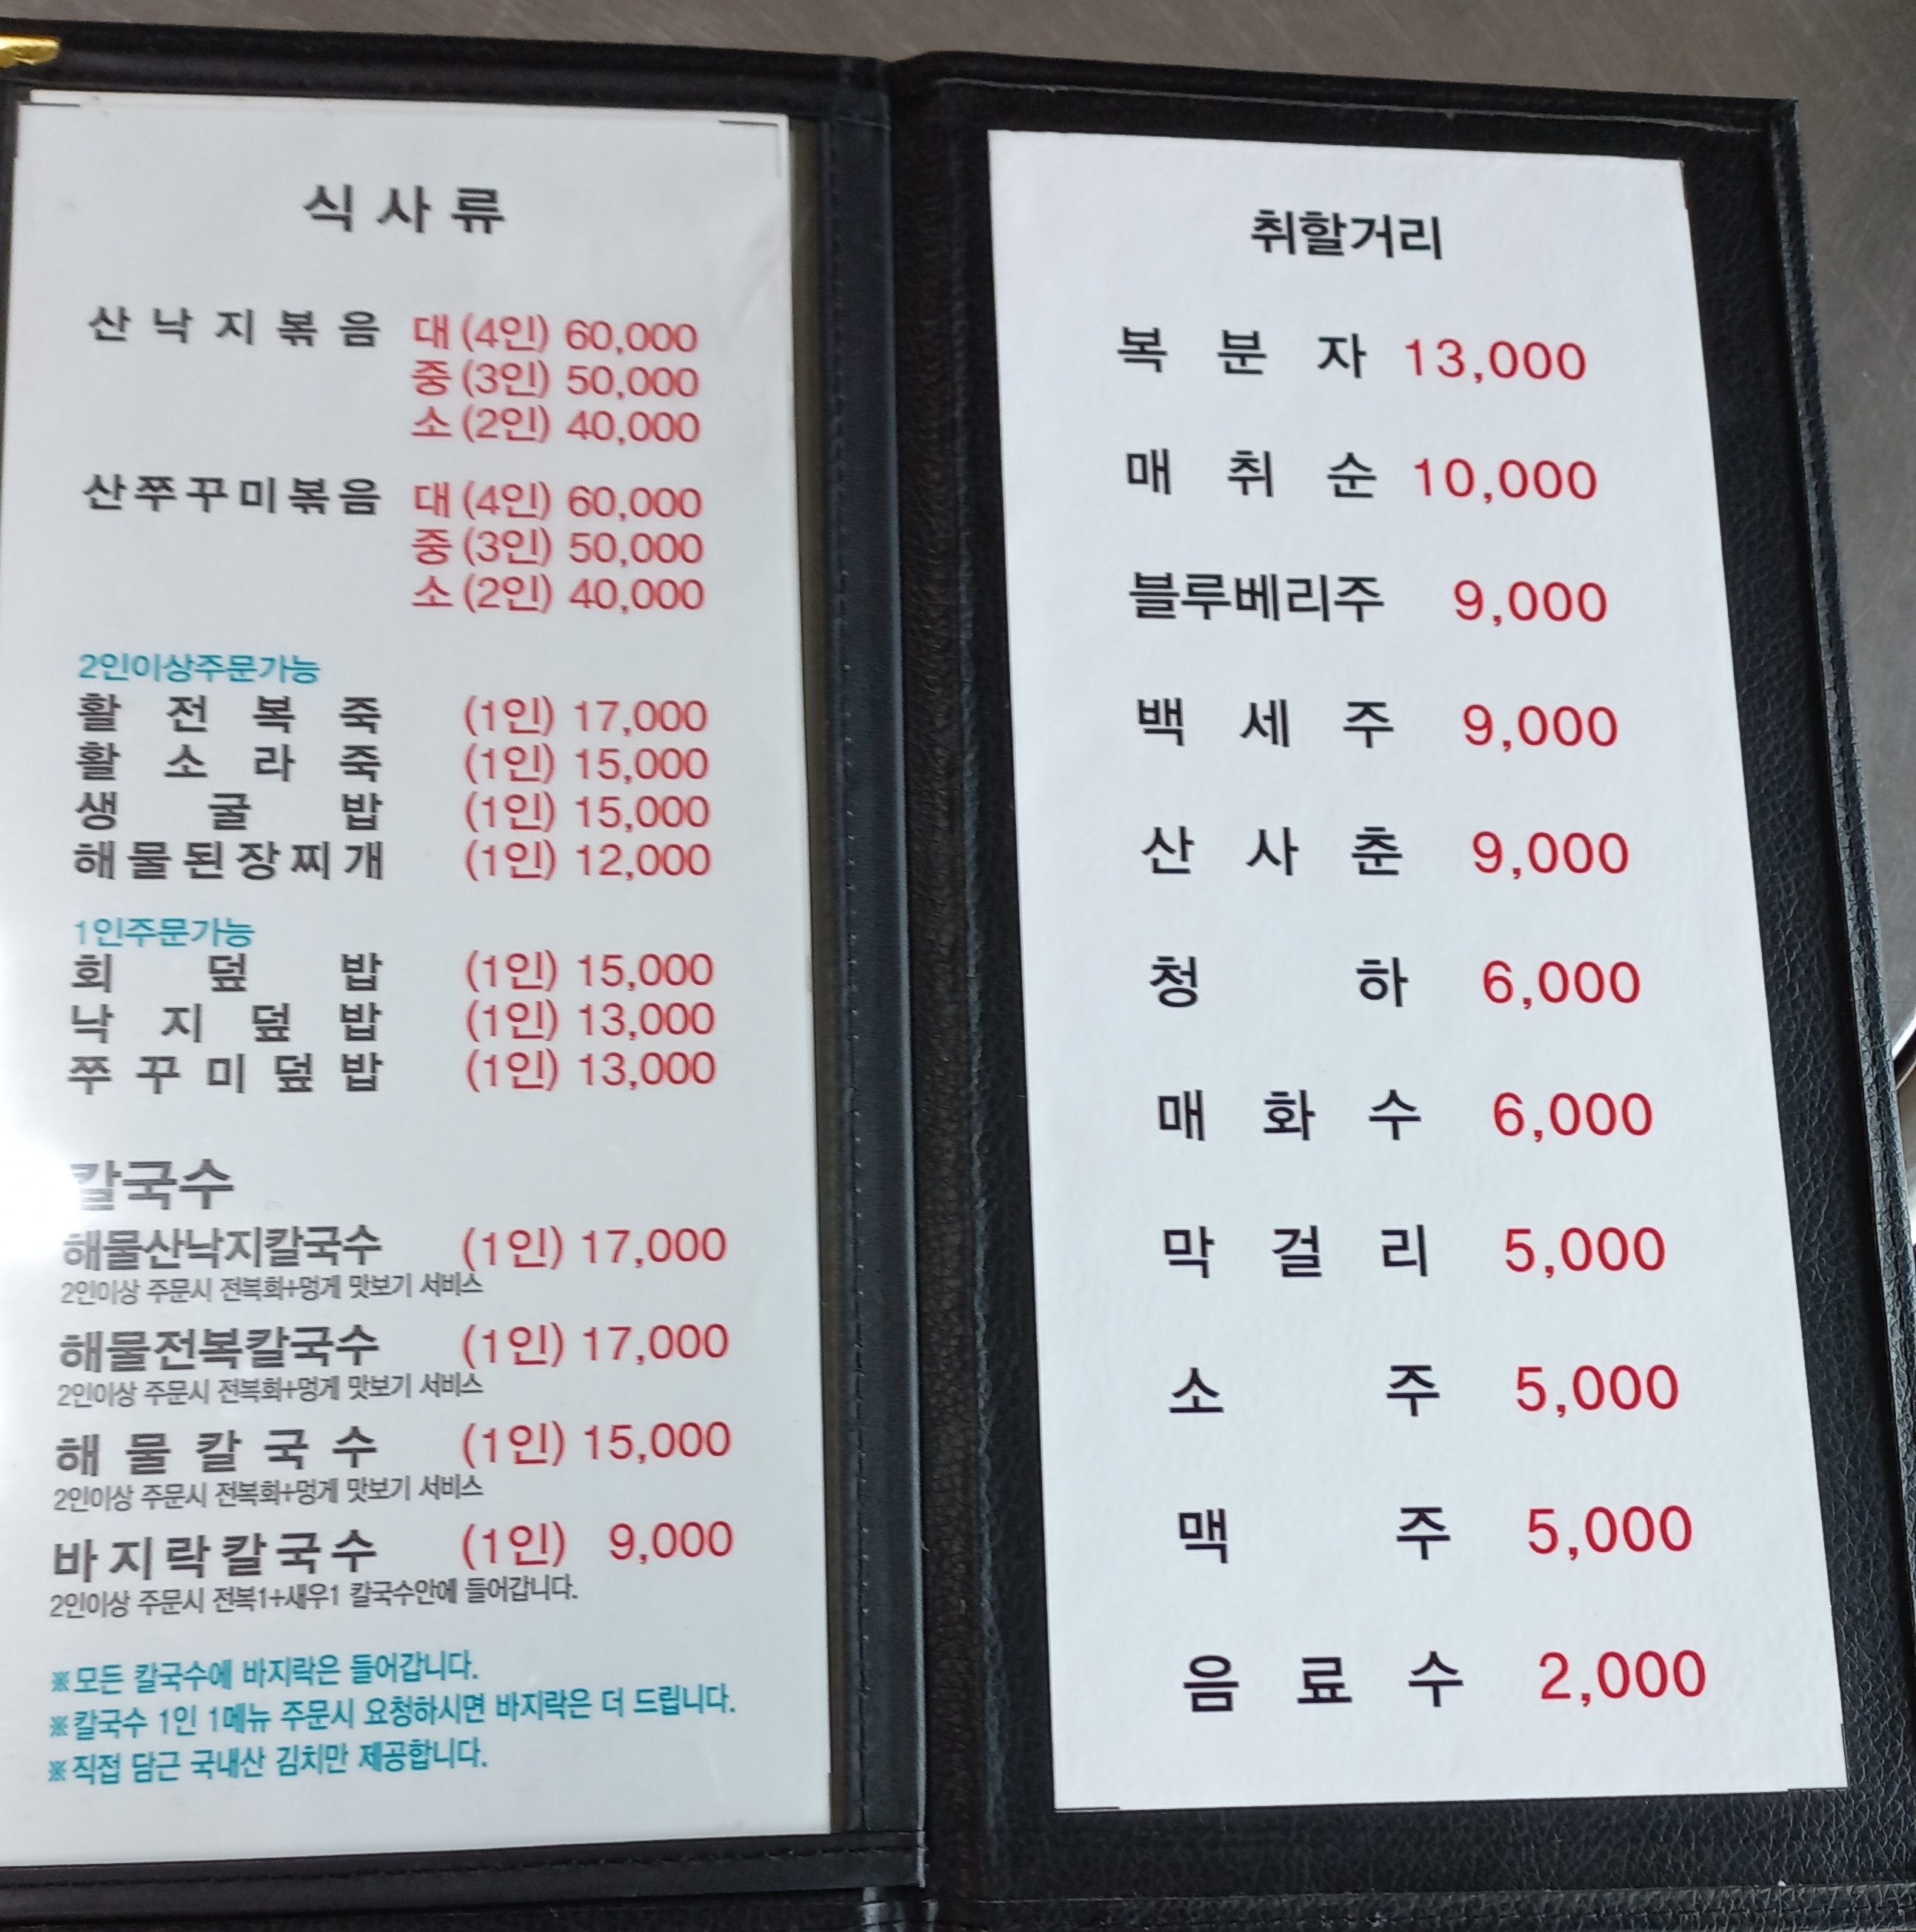 식사류
산낙지볶음 대(4인) 60,000
중(3인) 50,000
소(2인) 40,000
산쭈꾸미볶음 대(4인) 60,000
중(3인) 50,000
소(2인) 40,000
2인이상주문가능
활전복죽 (1인) 17,000
활소라죽 (1인) 15,000
생굴밥 (1인) 15,000
해물된장찌개 (1인) 12,000
1인주문가능
회덮밥 (1인) 15,000
낙지덮밥 (1인) 13,000
쭈꾸미덮밥 (1인) 13,000
칼국수
해물산낙지칼국수 (1인) 17,000
2인이상 주문시 전복회+멍게 맛보기 서비스
해물전복칼국수 (1인) 17,000
2인이상 주문시 전복회+멍게 맛보기 서비스
해물칼국수 (1인) 15,000
2인이상 주문시 전복회+멍게 맛보기 서비스
바지락칼국수 (1인) 9,000
2인이상 주문시 전복1+새우1 칼국수안에 들어갑니다.
※모든 칼국수에 바지락은 들어갑니다.
※칼국수 1인 1메뉴 주문시 요청하시면 바지락은 더 드립니다.
※직접 담근 국내산 김치만 제공합니다.
취할거리
복분자 13,000
매취순 10,000
블루베리주 9,000
백세주 9,000
산사춘 9,000
청하 6,000
매화수 6,000
막걸리 5,000
소주 5,000
맥주 5,000
음료수 2,000